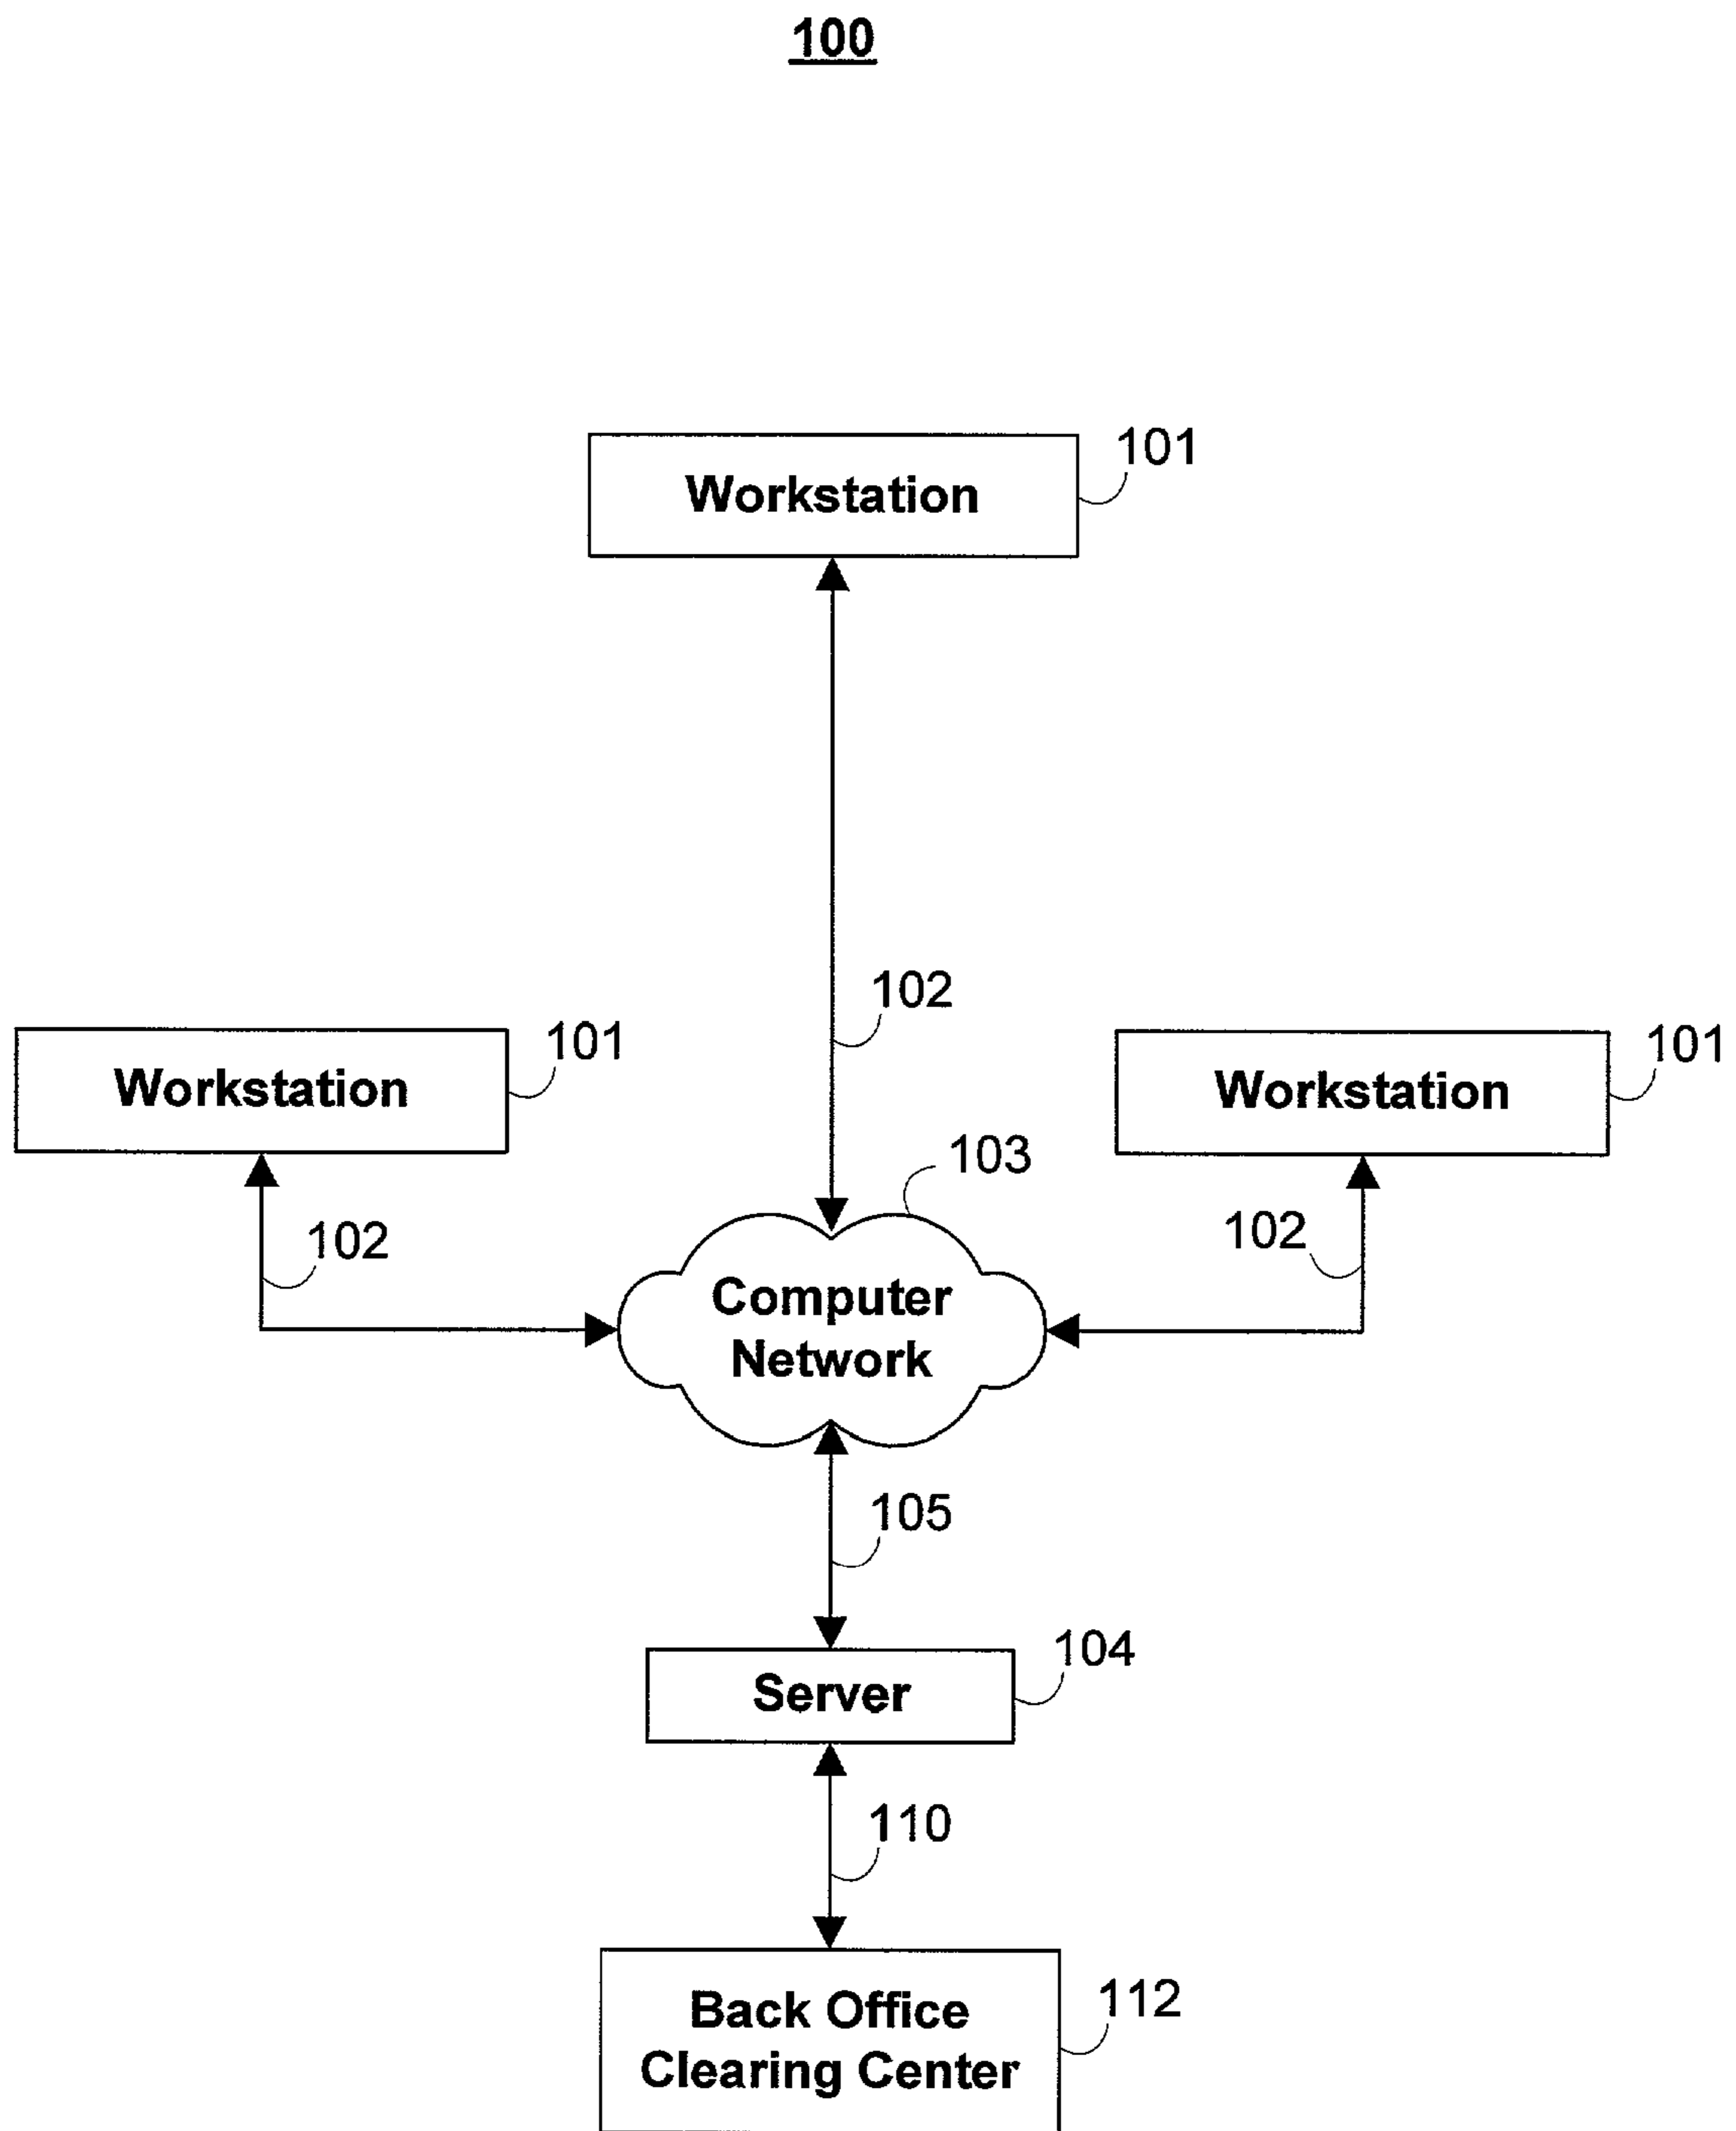 100
Workstation
101
102
Workstation
101
Workstation
101
103
102
102
Computer
Network
105
Server
104
110
Back Office
Clearing Center
112